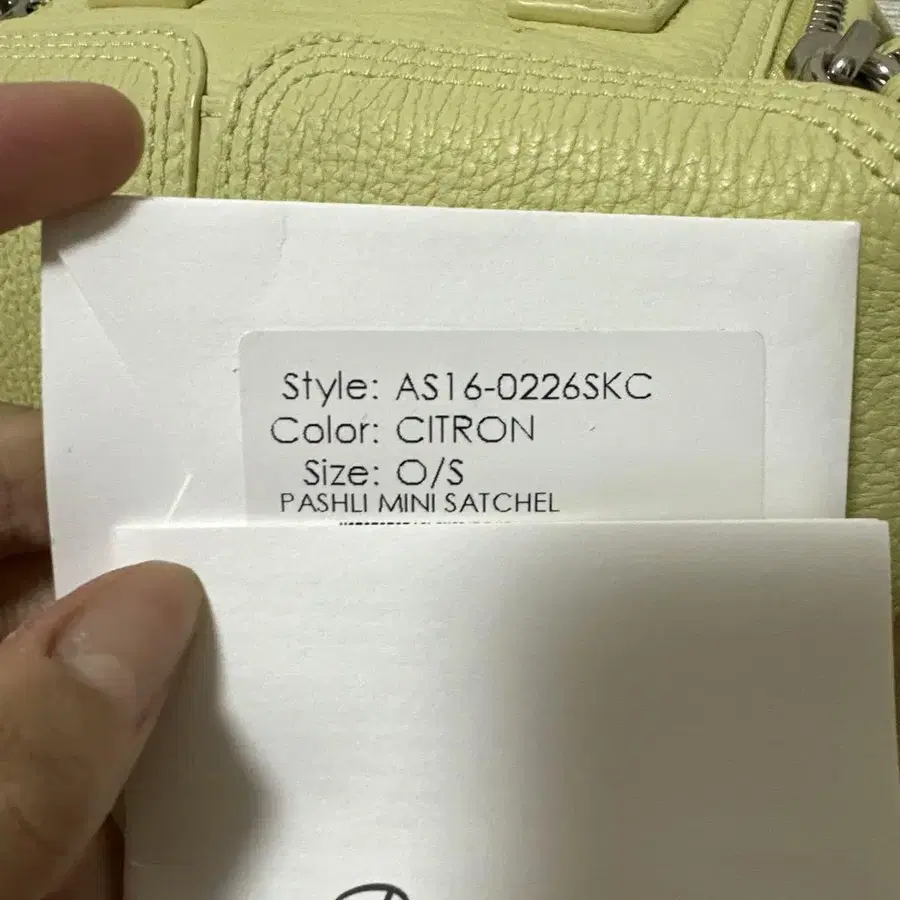 Style: AS16-0226SKC
Color: CITRON
Size: O/S
PASHLI MINI SATCHEL